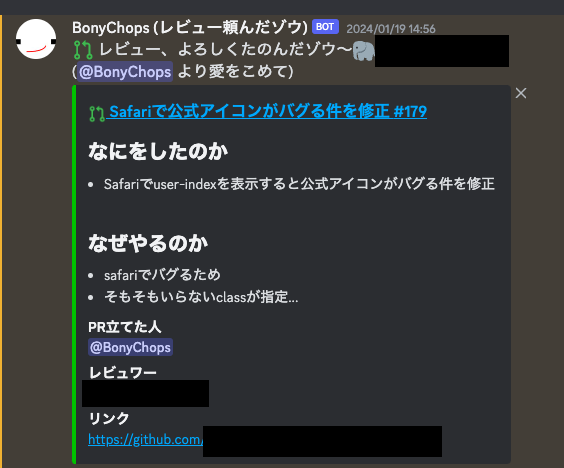 BonyChops (レビュー頼んだゾウ) BOT 2024/01/19 14:56
レビュー、よろしくたのんだゾウ〜🐘
(@BonyChops より愛をこめて)
Safariで公式アイコンがバグる件を修正 #179
なにをしたのか
• Safariでuser-indexを表示すると公式アイコンがバグる件を修正
なぜやるのか
• safariでバグるため
• そもそもいらないclassが指定...
PR立てた人
@BonyChops
レビュワー
リンク
https://github.com/